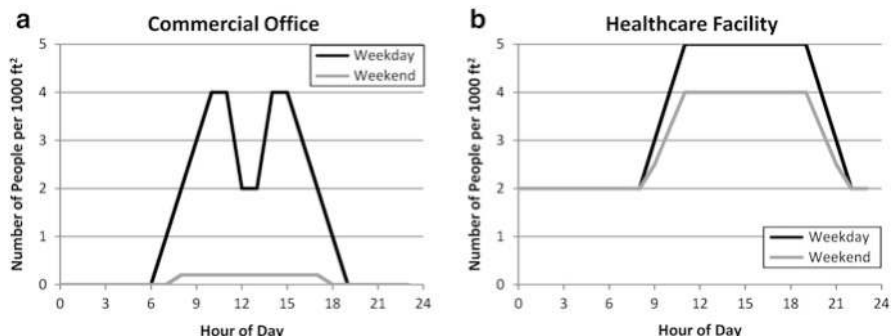 a
Commercial Office
Number of People per 1000 ft²
5
4
3
2
1
0
Weekday
Weekend
0 3 6 9 12 15 18 21 24
Hour of Day
b
Healthcare Facility
Number of People per 1000 ft²
5
4
3
2
1
0
Weekday
Weekend
0 3 6 9 12 15 18 21 24
Hour of Day